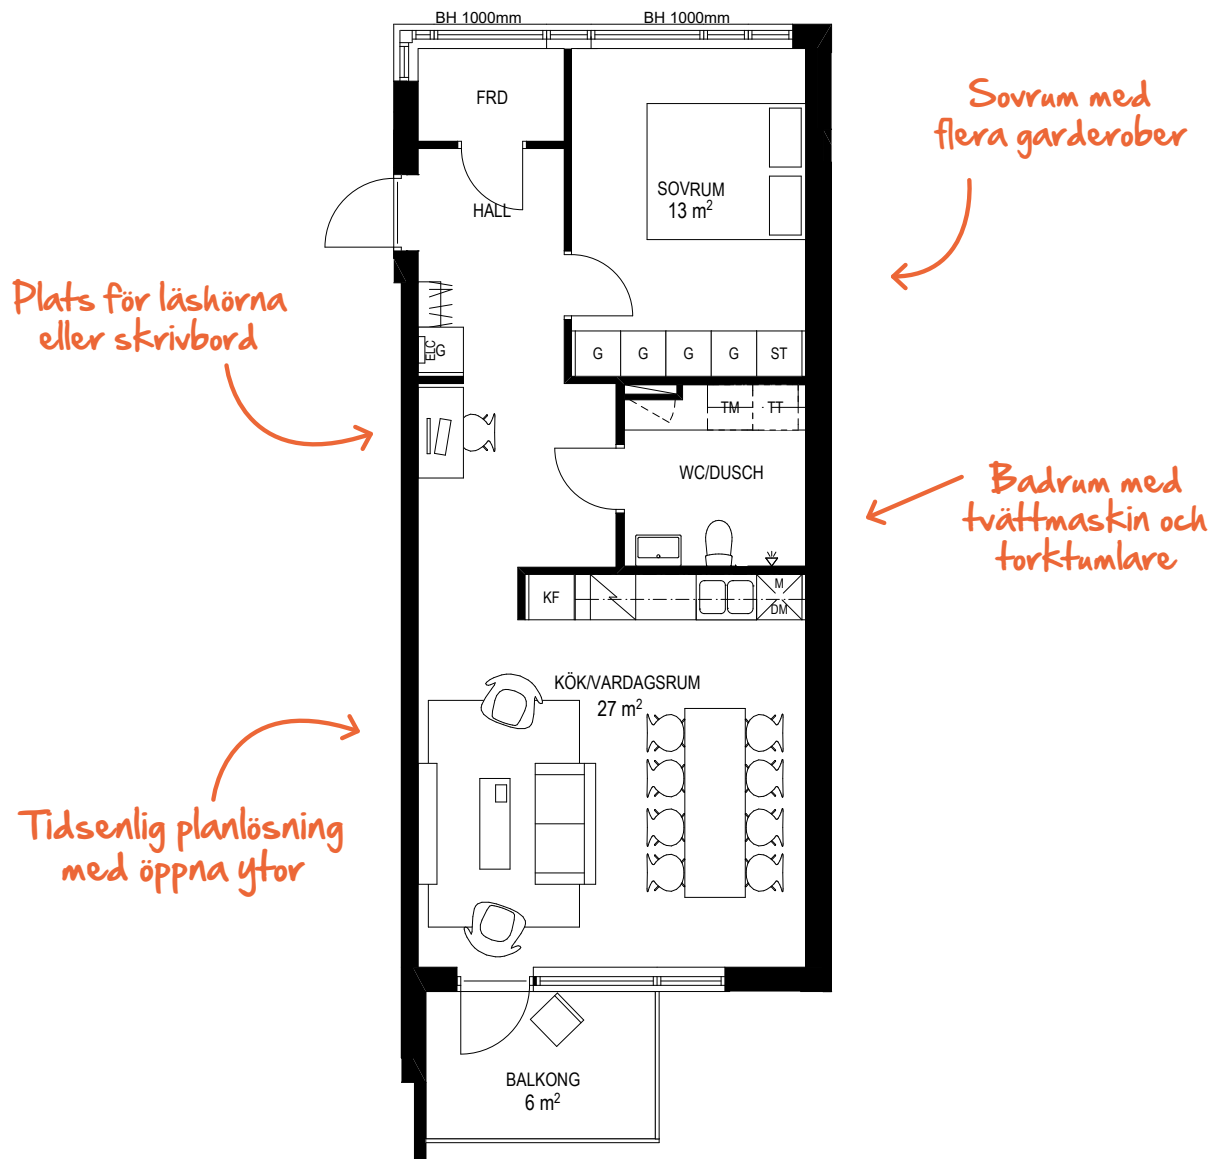 BH 1000mm
BH 1000mm
FRD
SOVRUM
13 m²
HALL
Sovrum med
flera garderober
Plats för läshörna
eller skrivbord
ELC
G
G
G
G
G
ST
TM
TT
WC/DUSCH
Badrum med
tvättmaskin och
torktumlare
KF
M
DM
KÖK/VARDAGSRUM
27 m²
Tidsenlig planlösning
med öppna ytor
BALKONG
6 m²